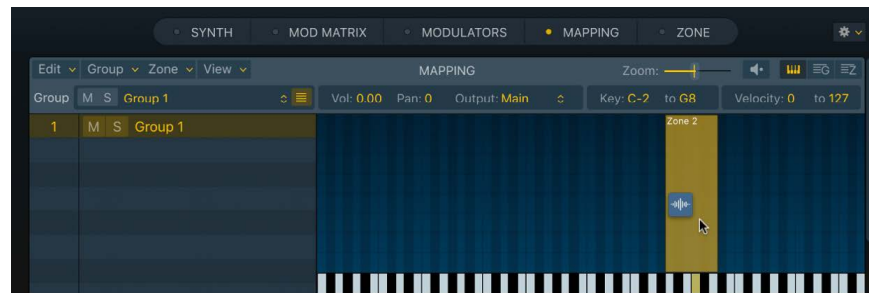 SYNTH MOD MATRIX MODULATORS MAPPING ZONE
Edit Group Zone View MAPPING Zoom: G Z
Group M S Group 1 Vol: 0.00 Pan: 0 Output: Main Key: C-2 to G8 Velocity: 0 to 127
1 M S Group 1 Zone 2